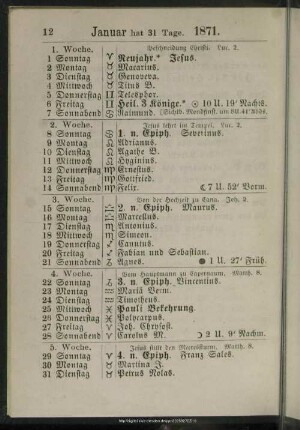 12 Januar hat 31 Tage. 1871.
1. Woche. Beschneidung Christi. Luc. 2.
1 Sonntag Neujahr.* Jesus.
2 Montag Macarius.
3 Dienstag Genoveva.
4 Mittwoch Titus B.
5 Donnerstag Telesphor.
6 Freitag Heil. 3 Könige.* 10 U. 19' Nachts.
7 Sonnabend Raimund.
2. Woche. Jesus lehrt im Tempel. Luc. 2.
8 Sonntag 1. n. Epiph. Severinus.
9 Montag Adrianus.
10 Dienstag Agathe B.
11 Mittwoch Hyginius.
12 Donnerstag Ernestus.
13 Freitag Gottfried.
14 Sonnabend Felix. ☾ 7 U. 52' Vorm.
3. Woche. Von der Hochzeit zu Cana. Joh. 2.
15 Sonntag 2. n. Epiph. Maurus.
16 Montag Marcellus.
17 Dienstag Antonius.
18 Mittwoch Simeon.
19 Donnerstag
20 Freitag Fabian und Sebastian.
21 Sonnabend Agnes. ● 1 U. 27' Früh.
4. Woche. Vom Hauptmann zu Capernaum. Matth. 8.
22 Sonntag 3. n. Epiph. Vincentius.
23 Montag Mariä Verm.
24 Dienstag Timotheus.
25 Mittwoch Pauli Bekehrung.
26 Donnerstag Polycarpus.
27 Freitag Joh. Chrysost.
28 Sonnabend Carolus M. ☽ 2 U. 9' Nachm.
5. Woche. Jesus stillt den Meeressturm. Matth. 8.
29 Sonntag 4. n. Epiph. Franz Sales.
30 Montag Martina J.
31 Dienstag Petrus Nolas.